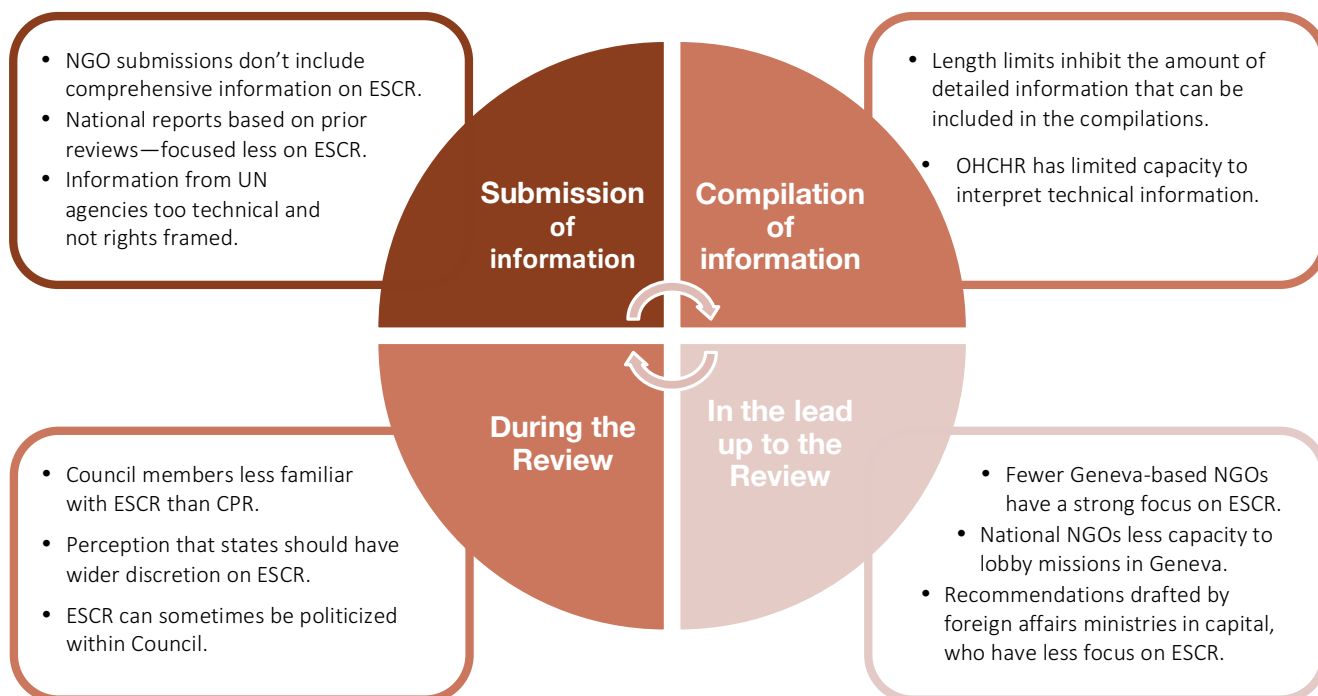 • NGO submissions don’t include
comprehensive information on ESCR.
• National reports based on prior
reviews—focused less on ESCR.
• Information from UN
agencies too technical and
not rights framed.
Submission
of
information
Compilation
of
information
• Length limits inhibit the amount of
detailed information that can be
included in the compilations.
• OHCHR has limited capacity to
interpret technical information.
During the
Review
In the lead
up to the
Review
• Council members less familiar
with ESCR than CPR.
• Perception that states should have
wider discretion on ESCR.
• ESCR can sometimes be politicized
within Council.
• Fewer Geneva-based NGOs
have a strong focus on ESCR.
• National NGOs less capacity to
lobby missions in Geneva.
• Recommendations drafted by
foreign affairs ministries in capital,
who have less focus on ESCR.